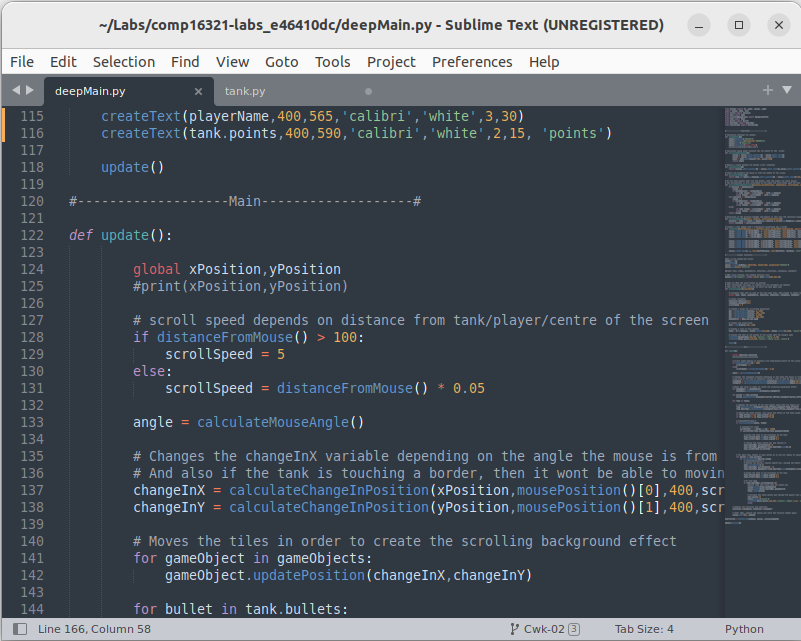 ~/Labs/comp16321-labs_e46410dc/deepMain.py - Sublime Text (UNREGISTERED)
File Edit Selection Find View Goto Tools Project Preferences Help
deepMain.py tank.py
115 createText(playerName,400,565,'calibri','white',3,30)
116 createText(tank.points,400,590,'calibri','white',2,15, 'points')
117
118 update()
119
120 #-------------------Main-------------------#
121
122 def update():
123
124 global xPosition,yPosition
125 #print(xPosition,yPosition)
126
127 # scroll speed depends on distance from tank/player/centre of the screen
128 if distanceFromMouse() > 100:
129 scrollSpeed = 5
130 else:
131 scrollSpeed = distanceFromMouse() * 0.05
132
133 angle = calculateMouseAngle()
134
135 # Changes the changeInX variable depending on the angle the mouse is from
136 # And also if the tank is touching a border, then it wont be able to movin
137 changeInX = calculateChangeInPosition(xPosition,mousePosition()[0],400,scr
138 changeInY = calculateChangeInPosition(yPosition,mousePosition()[1],400,scr
139
140 # Moves the tiles in order to create the scrolling background effect
141 for gameObject in gameObjects:
142 gameObject.updatePosition(changeInX,changeInY)
143
144 for bullet in tank.bullets:
Line 166, Column 58 Cwk-02 3 Tab Size: 4 Python